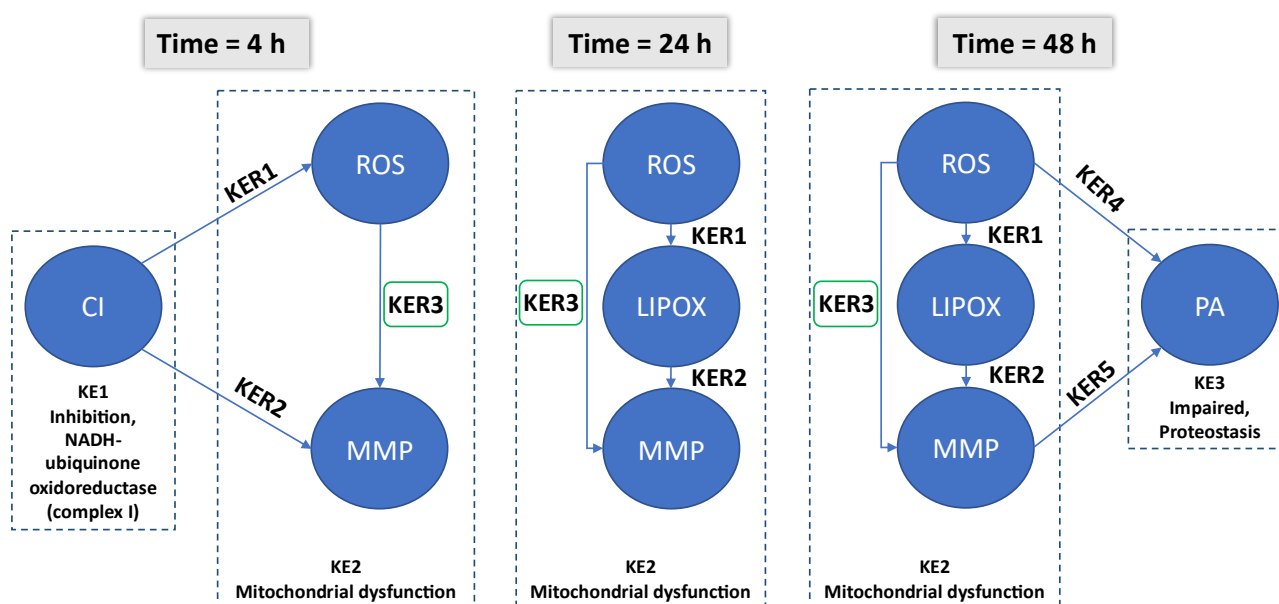 Time = 4 h
Time = 24 h
Time = 48 h
CI
KE1
Inhibition,
NADH-
ubiquinone
oxidoreductase
(complex I)
KER1
KER2
ROS
KER3
MMP
KE2
Mitochondrial dysfunction
ROS
KER1
KER3
LIPOX
KER2
MMP
KE2
Mitochondrial dysfunction
ROS
KER1
KER3
LIPOX
KER2
MMP
KE2
Mitochondrial dysfunction
KER4
KER5
PA
KE3
Impaired,
Proteostasis